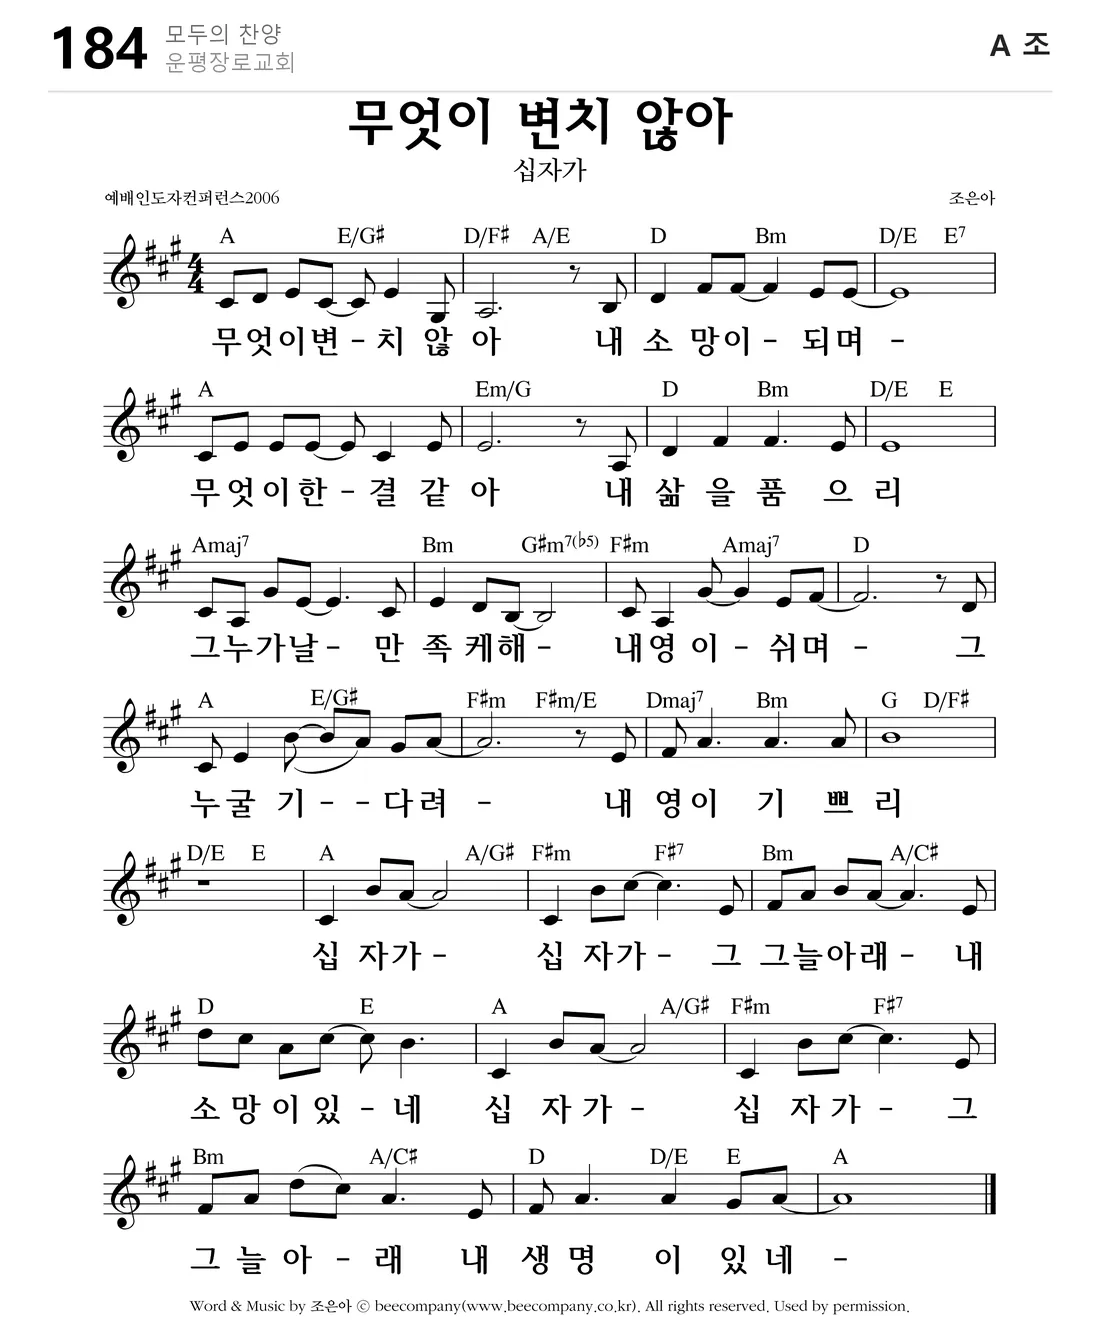 184 모두의 찬양
운평장로교회
A 조
무엇이 변치 않아
십자가
예배인도자컨퍼런스2006 조은아
A E/G♯ D/F♯ A/E D Bm D/E E7
무엇이변-치 않 아 내 소 망이- 되며 -
A Em/G D Bm D/E E
무엇이한-결 같 아 내 삶 을 품 으 리
Amaj7 Bm G♯m7(♭5) F♯m Amaj7 D
그누가날- 만 족 케해- 내영 이 - 쉬며 - 그
A E/G♯ F♯m F♯m/E Dmaj7 Bm G D/F♯
누굴 기 - -다려 - 내 영이 기 쁘 리
D/E E A A/G♯ F♯m F♯7 Bm A/C♯
십 자가- 십 자가- 그 그늘아래- 내
D E A A/G♯ F♯m F♯7
소 망 이 있 - 네 십 자 가 - 십 자 가 - 그
Bm A/C♯ D D/E E A
그 늘 아 - 래 내 생 명 이 있 네 -
Word & Music by 조은아 ⓒ beecompany(www.beecompany.co.kr). All rights reserved. Used by permission.